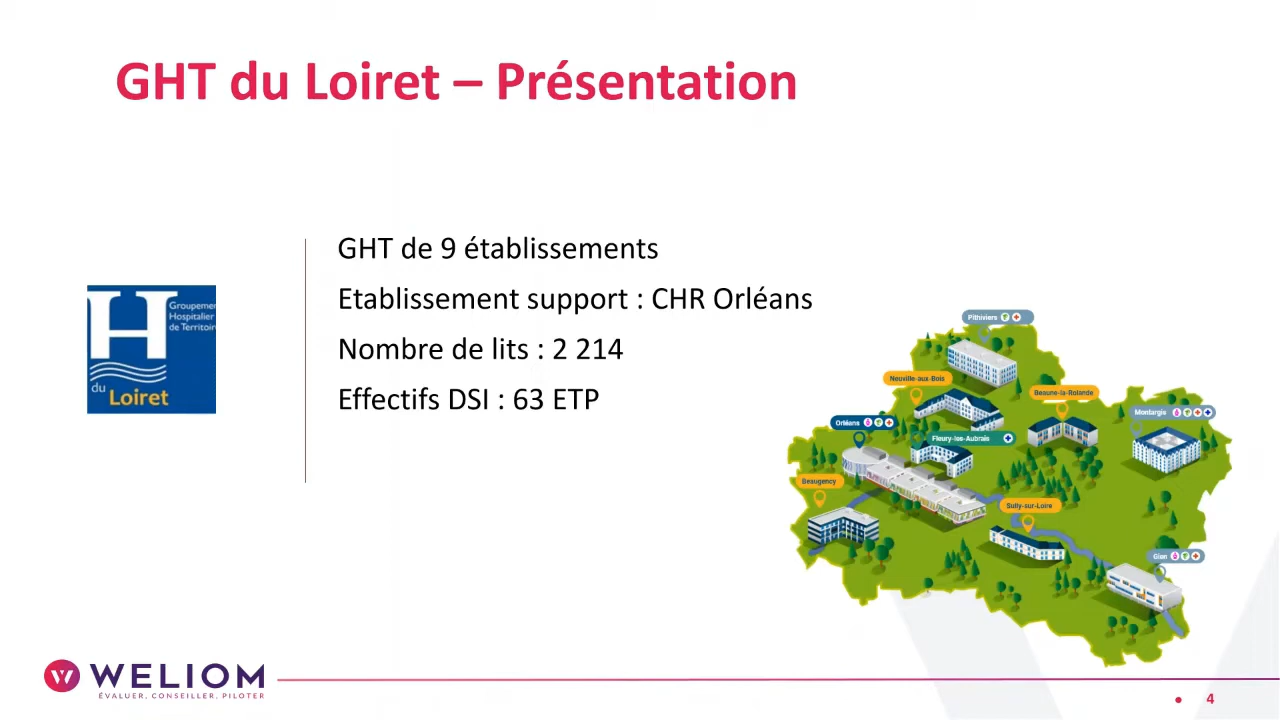 GHT du Loiret – Présentation
GHT de 9 établissements
Etablissement support : CHR Orléans
Nombre de lits : 2 214
Effectifs DSI : 63 ETP
H
Hospitalier
de
du
Loiret
Pithiviers
Neuville-aux-Bois
Beaune-la-Rolande
Montargis
Orléans
Fleury-les-Aubrais
Beaugency
Sully-sur-Loire
Gien
W WELIOM
ÉVALUER. CONSEILLER. PILOTER
4